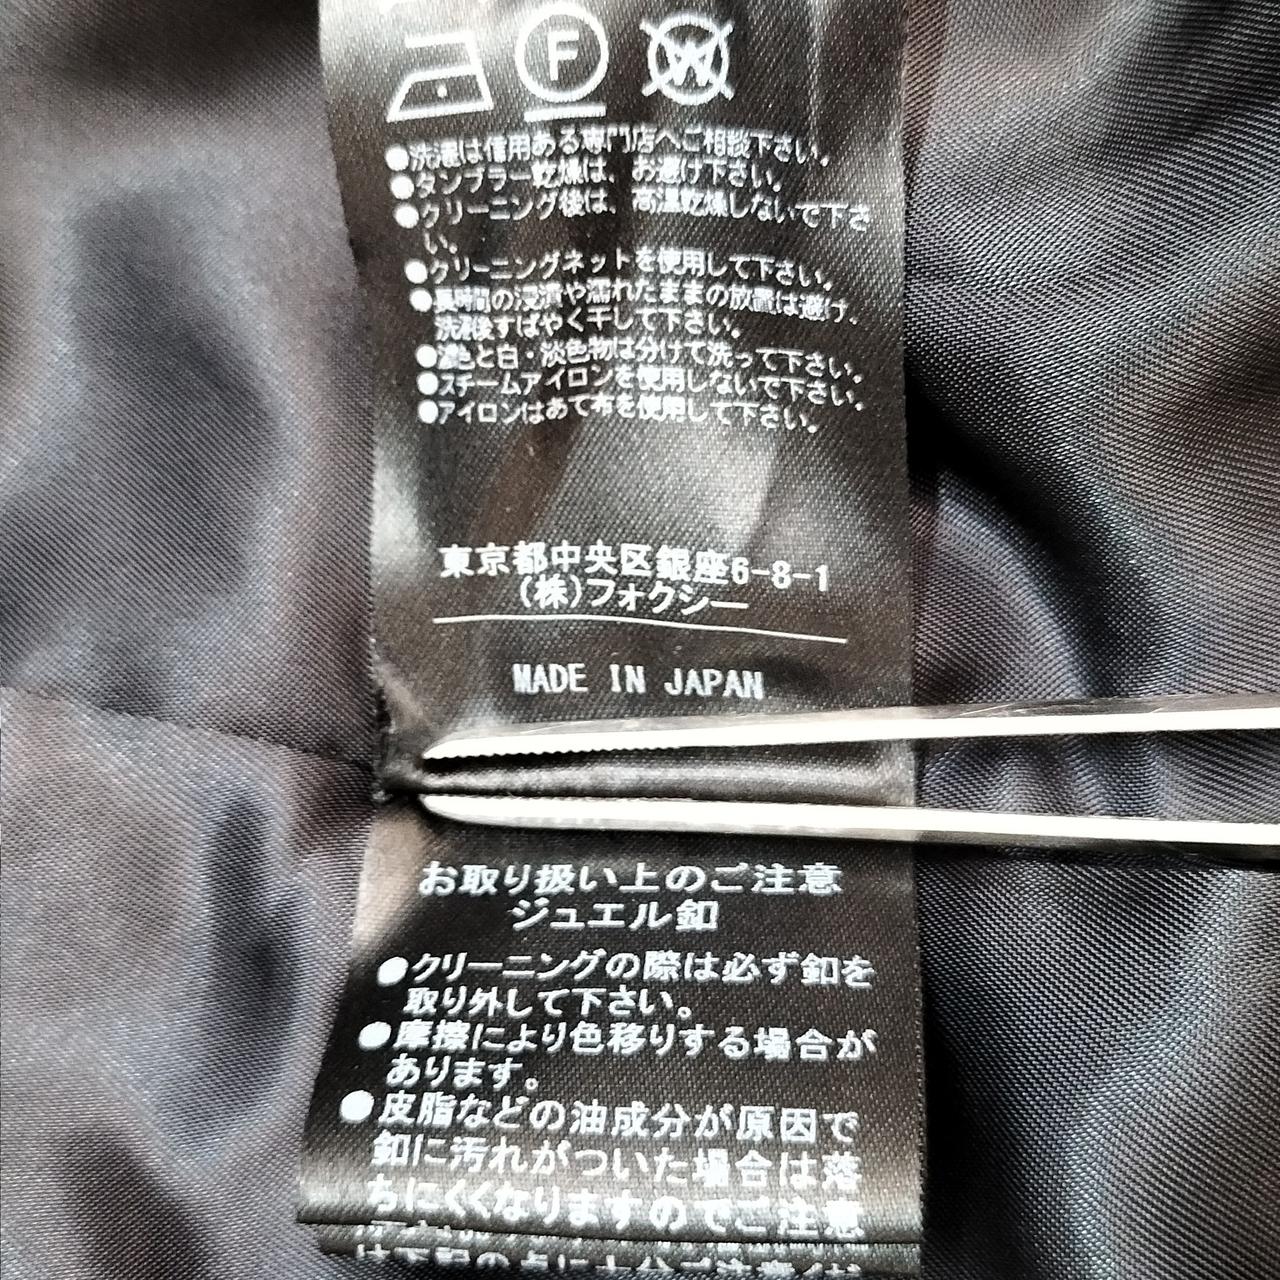 F
W
●洗濯は信用ある専門店へご相談下さい。
●タンブラー乾燥は、お避け下さい。
●クリーニング後は、高温乾燥しないで下さ
い。
●クリーニングネットを使用して下さい。
●長時間の浸漬や濡れたままの放置は避け、
洗濯後すばやく干して下さい。
●濃色と白・淡色物は分けて洗って下さい。
●スチームアイロンを使用しないで下さい。
●アイロンはあて布を使用して下さい。
東京都中央区銀座6-8-1
(株)フォクシー
MADE IN JAPAN
お取り扱い上のご注意
ジュエル釦
●クリーニングの際は必ず釦を
取り外して下さい。
●摩擦により色移りする場合が
あります。
●皮脂などの油成分が原因で
釦に汚れがついた場合は落
ちにくくなりますのでご注意
は下記の点に十分ご注意くだ